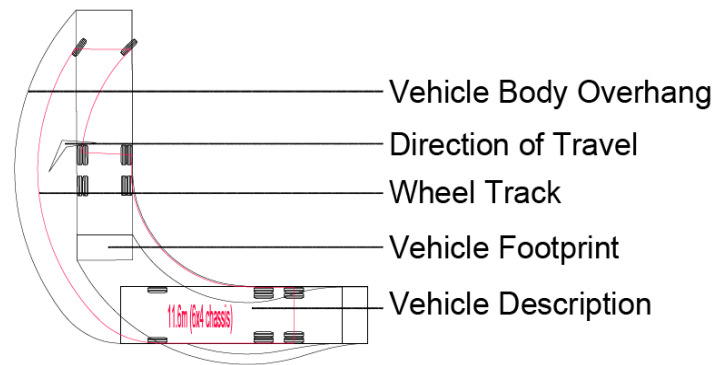 Vehicle Body Overhang
Direction of Travel
Wheel Track
Vehicle Footprint
Vehicle Description
11.6m (6x4 chassis)